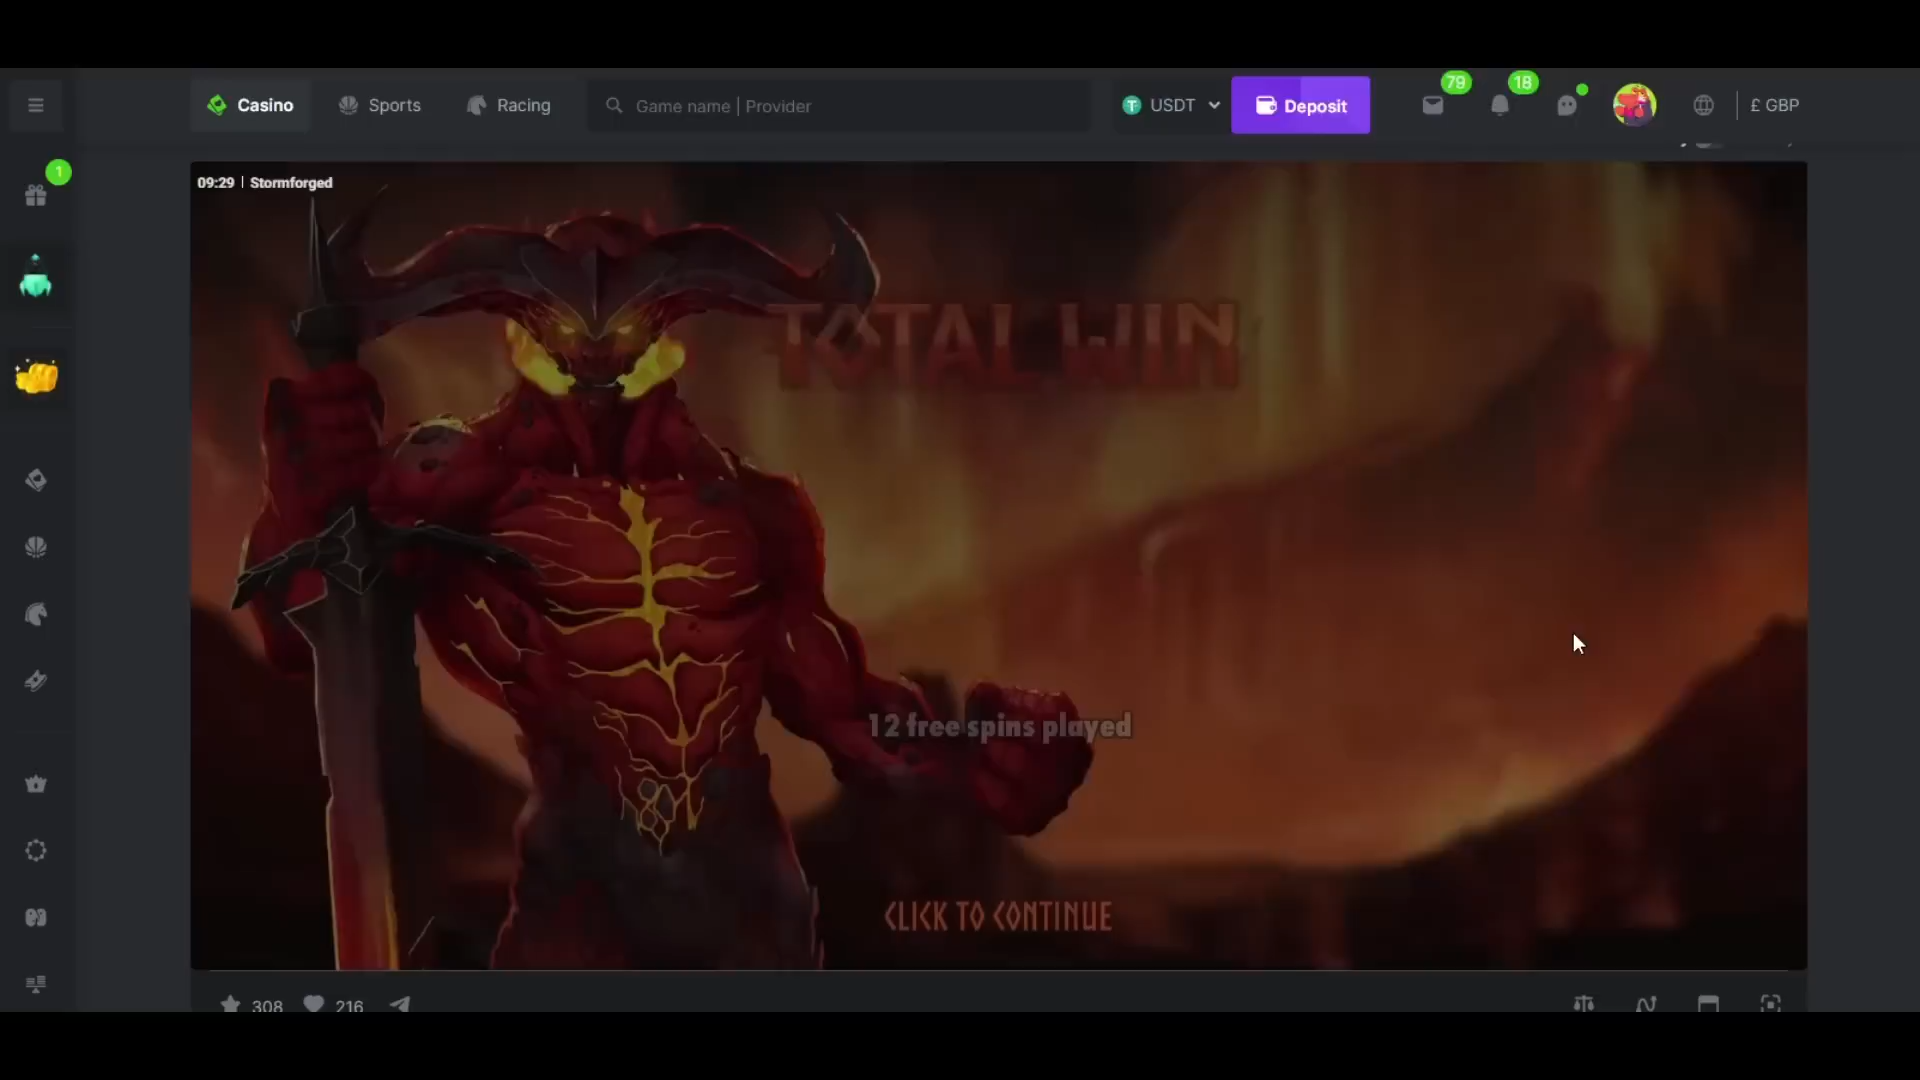 Casino
Sports
Racing
Game name | Provider
USDT
Deposit
79
18
£ GBP
1
09:29 | Stormforged
TOTAL WIN
12 free spins played
CLICK TO CONTINUE
308
216